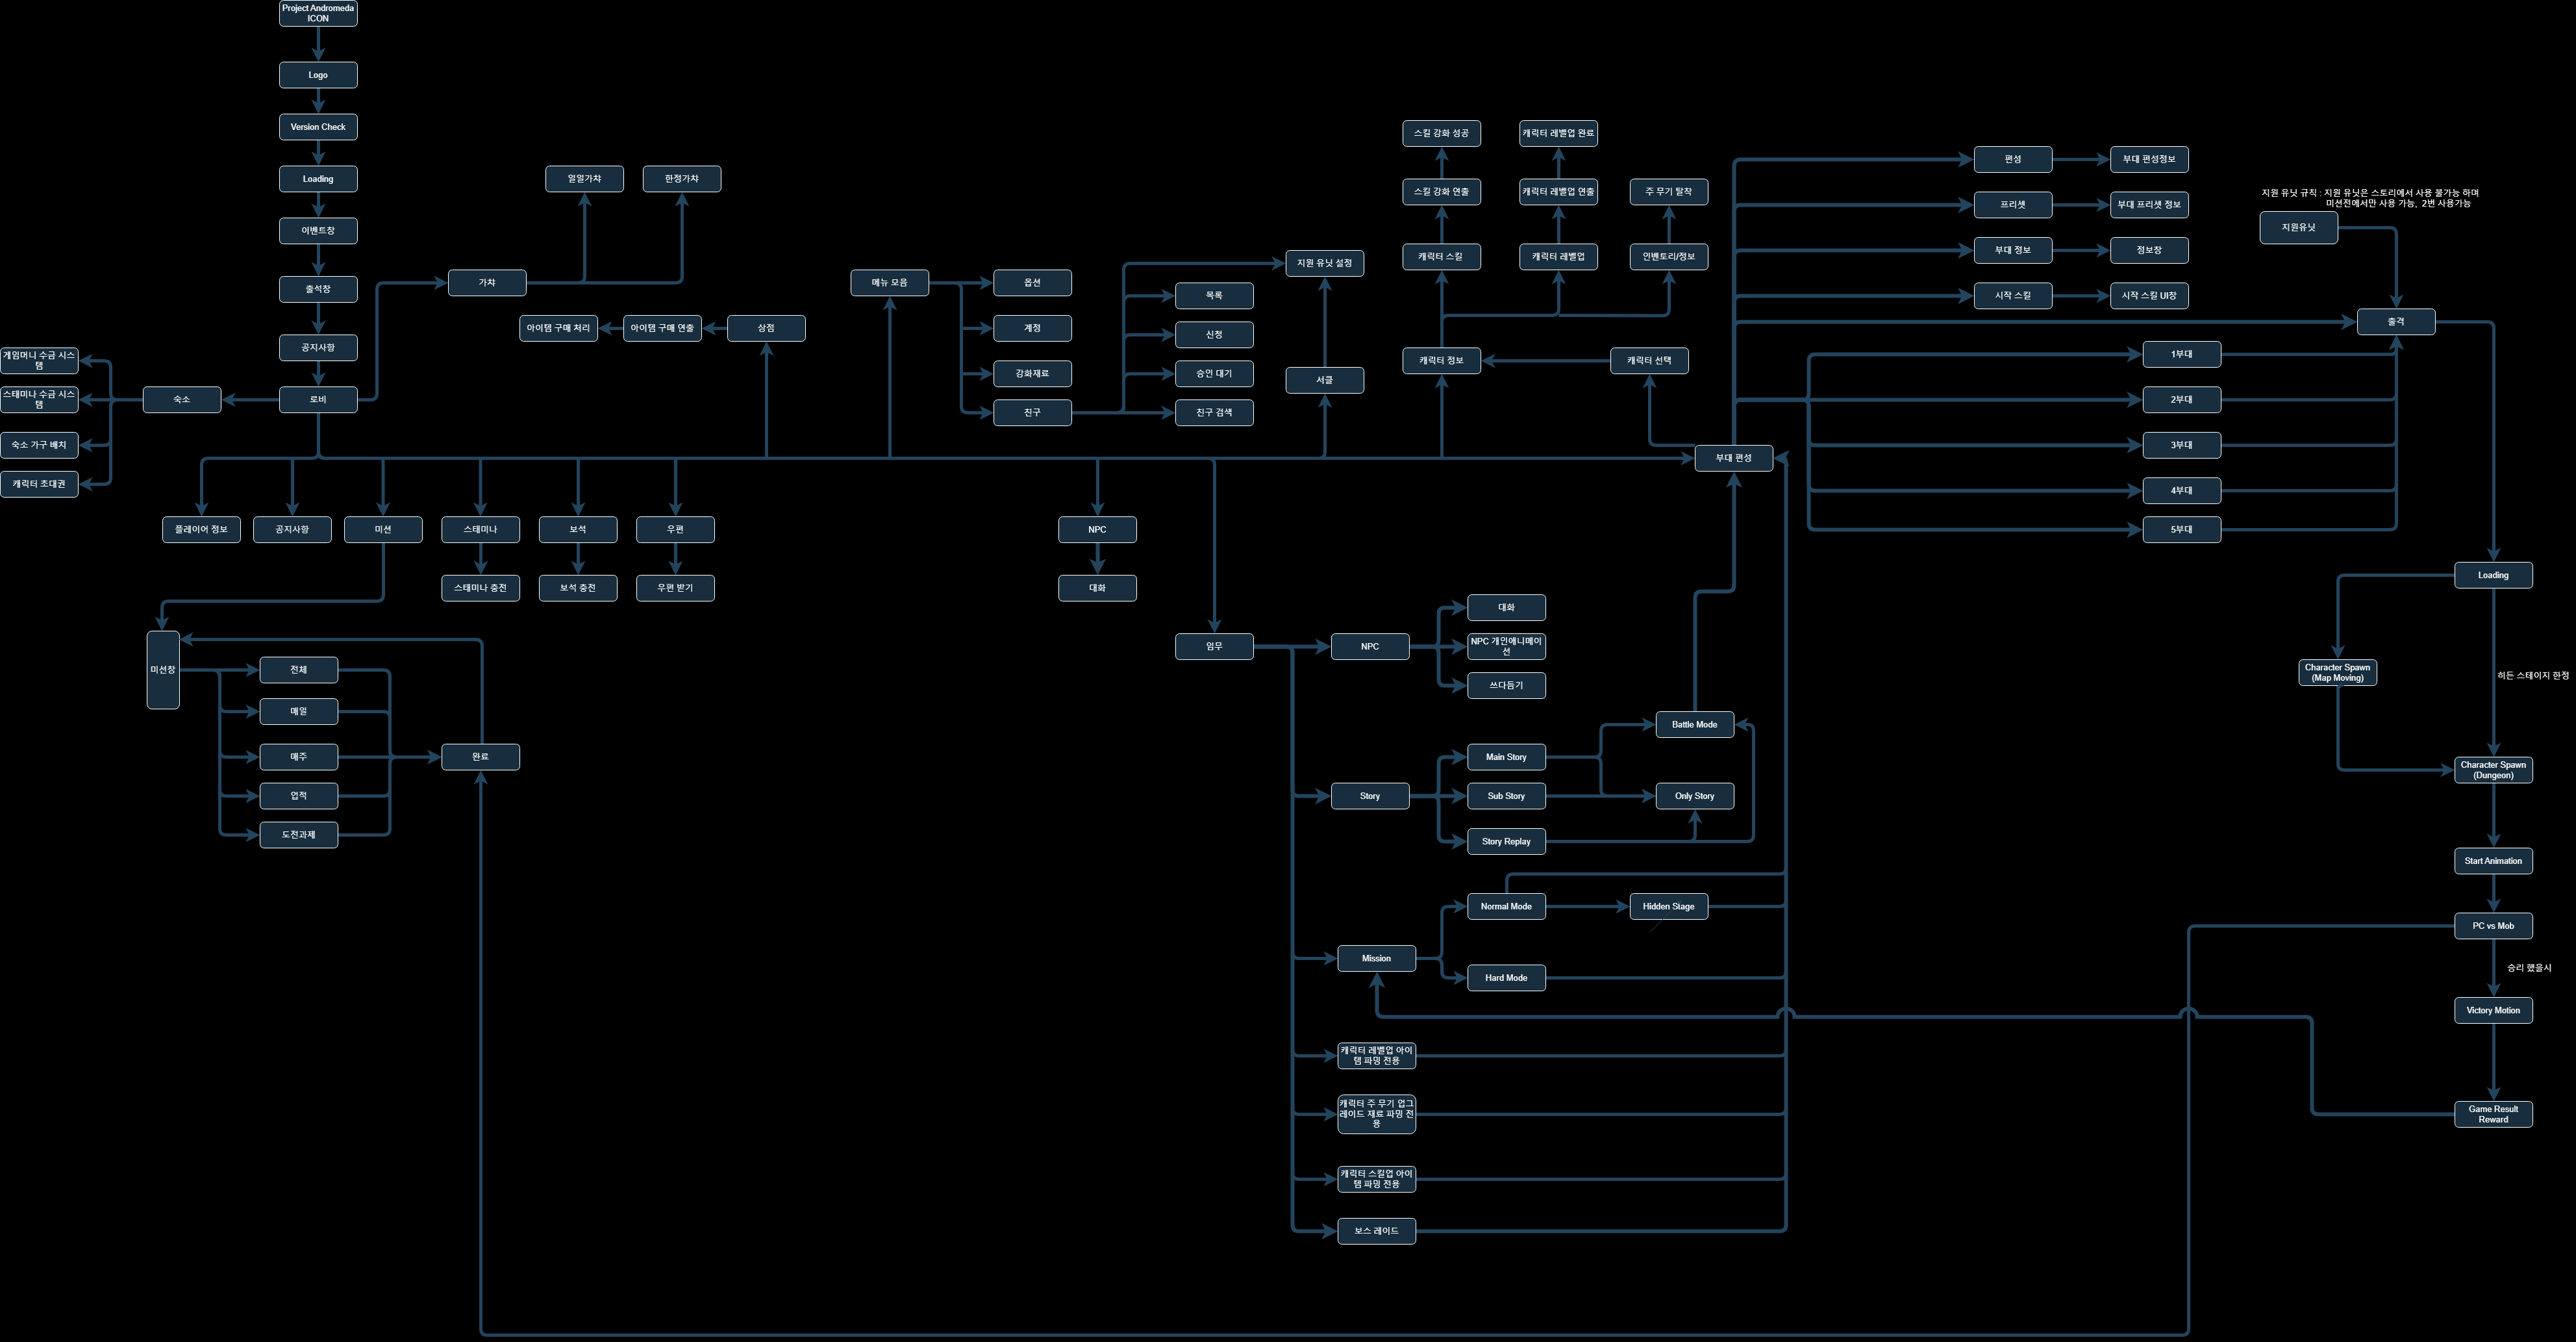 Project Andromeda
ICON
Logo
Version Check
Loading
이벤트창
출석창
공지사항
로비
숙소
게임머니 수금 시스
템
스태미나 수금 시스
템
숙소 가구 배치
캐릭터 초대권
가챠
일일가챠
한정가챠
상점
아이템 구매 연출
아이템 구매 처리
메뉴 모음
옵션
계정
강화재료
친구
지원 유닛 설정
목록
신청
승인 대기
친구 검색
서클
스킬 강화 성공
스킬 강화 연출
캐릭터 스킬
캐릭터 레벨업 완료
캐릭터 레벨업 연출
캐릭터 레벨업
주 무기 탈착
인벤토리/정보
캐릭터 정보
캐릭터 선택
부대 편성
편성
부대 편성정보
프리셋
부대 프리셋 정보
부대 정보
정보창
시작 스킬
시작 스킬 UI창
지원 유닛 규칙 : 지원 유닛은 스토리에서 사용 불가능 하며
미션전에서만 사용 가능, 2번 사용가능
지원유닛
출격
1부대
2부대
3부대
4부대
5부대
플레이어 정보
공지사항
미션
스태미나
보석
우편
스태미나 충전
보석 충전
우편 받기
NPC
대화
미션창
전체
매일
매주
업적
도전과제
완료
임무
NPC
대화
NPC 개인애니메이
션
쓰다듬기
Story
Main Story
Sub Story
Story Replay
Battle Mode
Only Story
Mission
Normal Mode
Hidden Stage
Hard Mode
캐릭터 레벨업 아이
템 파밍 전용
캐릭터 주 무기 업그
레이드 재료 파밍 전
용
캐릭터 스킬업 아이
템 파밍 전용
보스 레이드
Loading
Character Spawn
(Map Moving)
히든 스테이지 한정
Character Spawn
(Dungeon)
Start Animation
PC vs Mob
승리 했을시
Victory Motion
Game Result
Reward